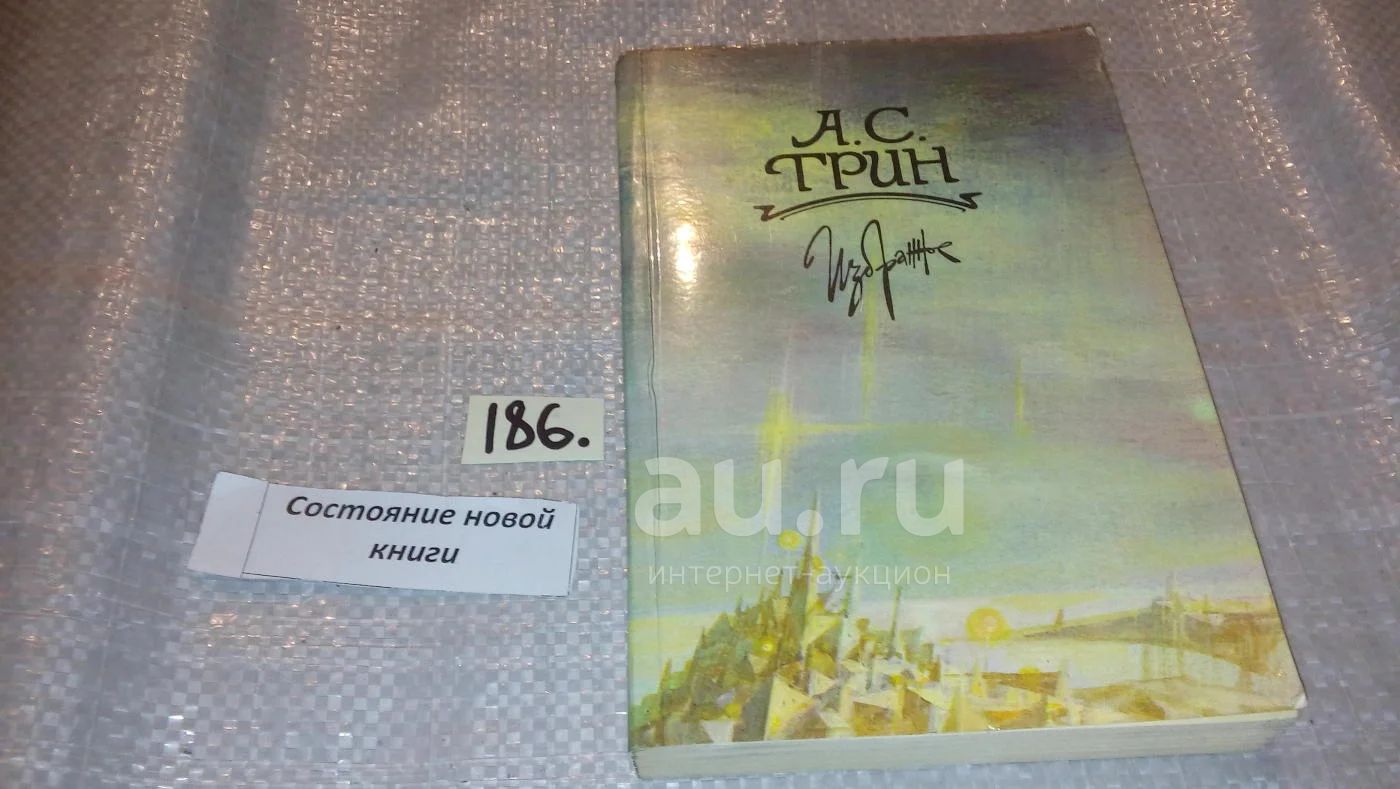 А.С.
ГРИН
Избранное
186.
Состояние новой
книги
au.ru
интернет-аукцион